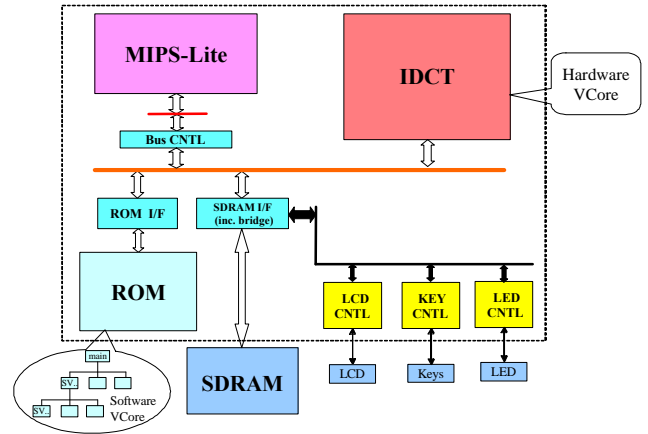 MIPS-Lite
IDCT
Hardware
VCore
Bus CNTL
ROM I/F
SDRAM I/F
(inc. bridge)
ROM
LCD
CNTL
KEY
CNTL
LED
CNTL
main
SV..
SV..
Software
VCore
SDRAM
LCD
Keys
LED